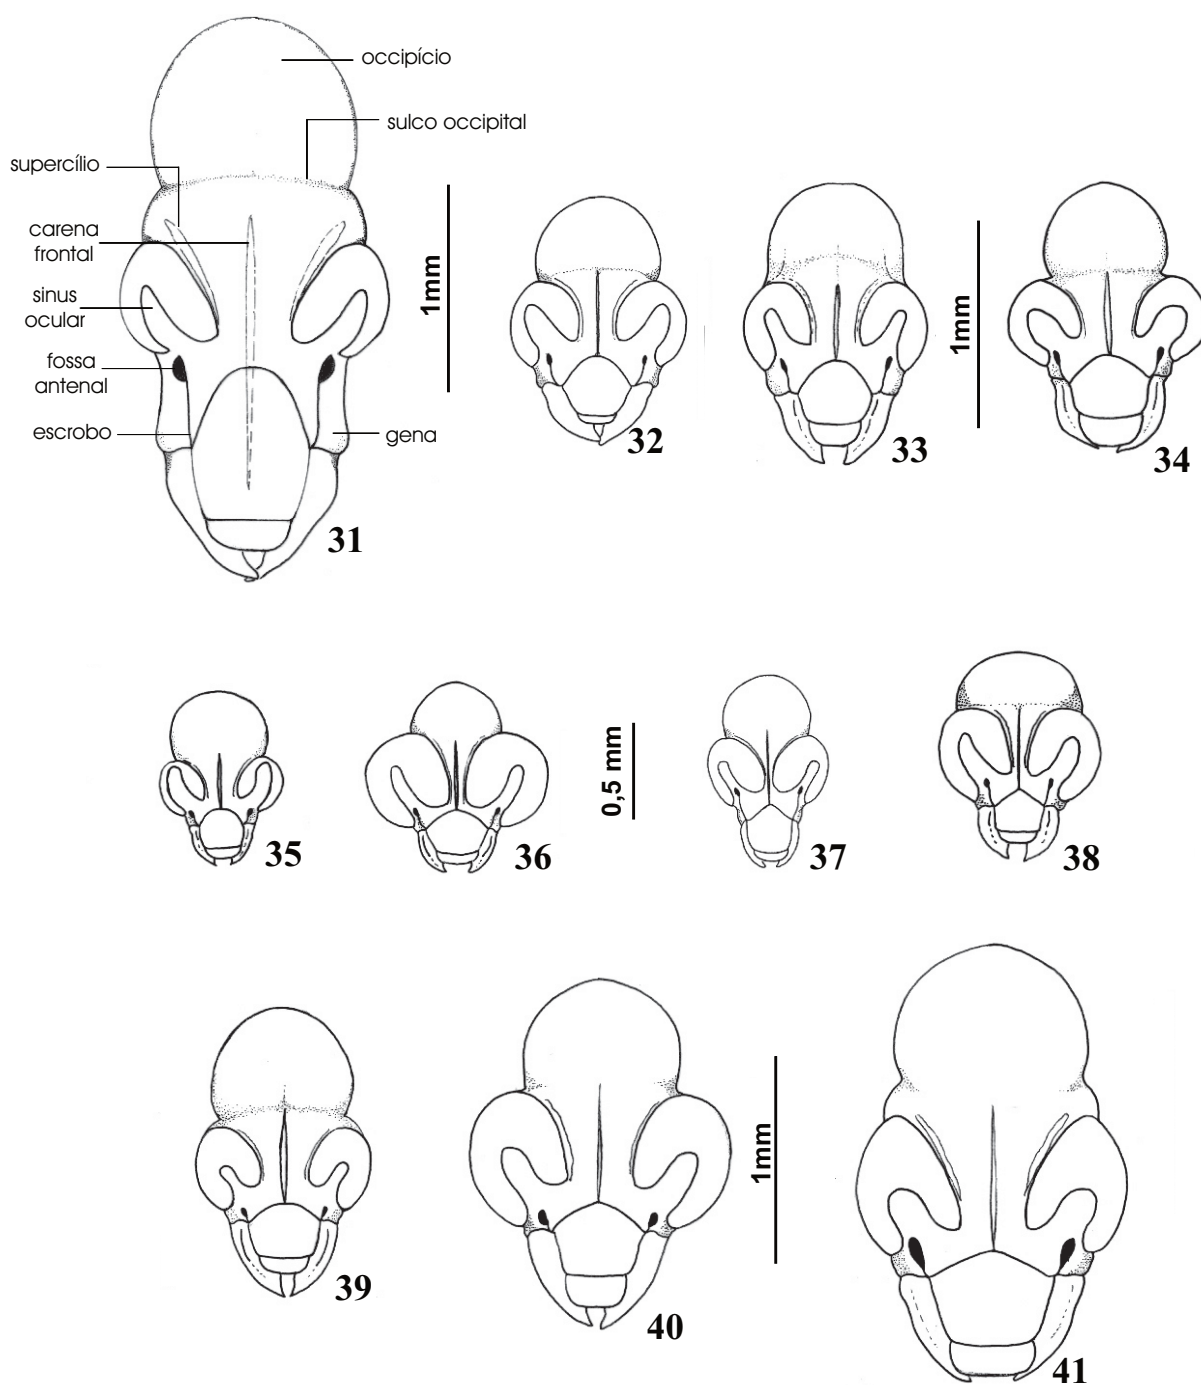 occipício
sulco occipital
supercílio
carena
frontal
sinus
ocular
fossa
antenal
escrobo
gena
1mm
31
32
33
1mm
34
35
36
0,5 mm
37
38
39
40
1mm
41